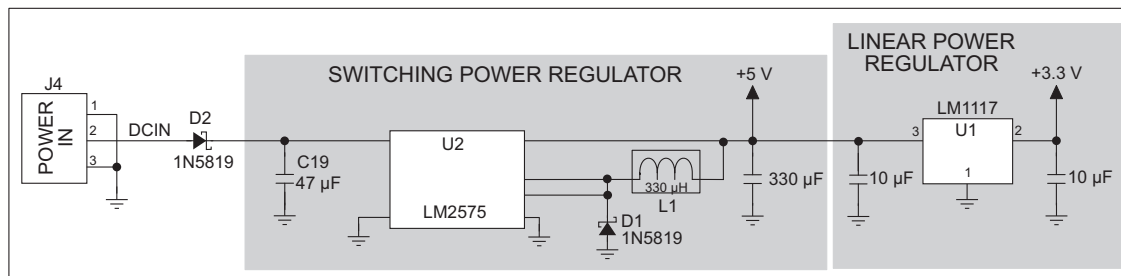 SWITCHING POWER REGULATOR
LINEAR POWER
REGULATOR
J4
POWER
IN
1
2
3
DCIN
D2
1N5819
C19
47 µF
U2
LM2575
330 µH
L1
D1
1N5819
+5 V
330 µF
10 µF
LM1117
U1
3
2
1
+3.3 V
10 µF